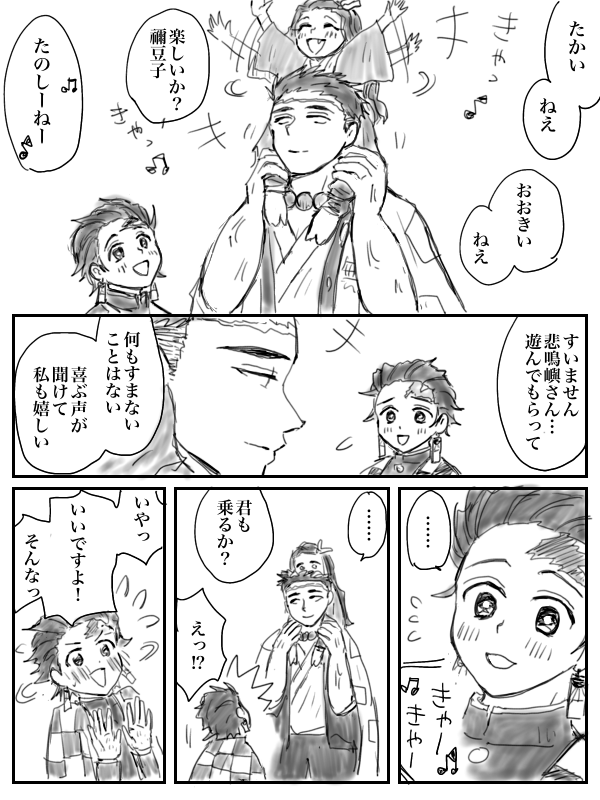 たかい
ねえ
きゃっ
おおきい
ねえ
楽しいか？
禰豆子
きゃっ
たのしーねー
すいません
悲鳴嶼さん…
遊んでもらって
何もすまない
ことはない
喜ぶ声が
聞けて
私も嬉しい
……
きゃー
きゃー
……
君も
乗るか？
えっ!?
いやっ
いいですよ！
そんなっ